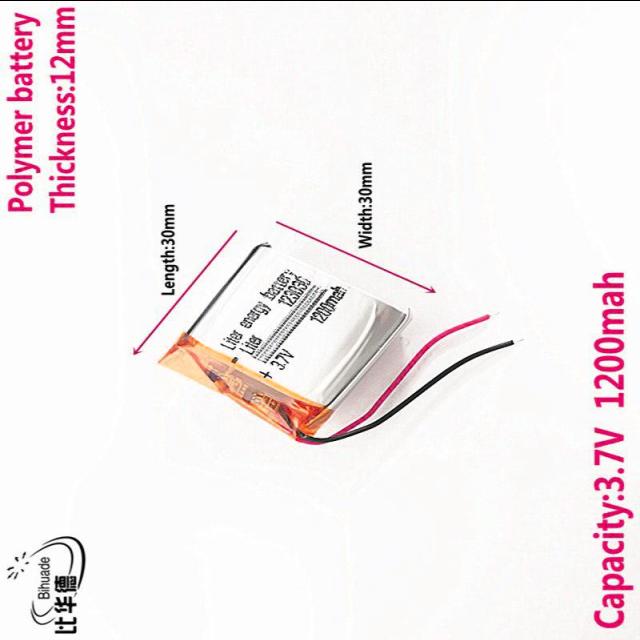 Polymer battery
Thickness:12mm
Length:30mm
Width:30mm
Liter energy battery
Liter 123030
1200mah
3.7V
+
-
Capacity:3.7V 1200mah
Bihuade
比华德